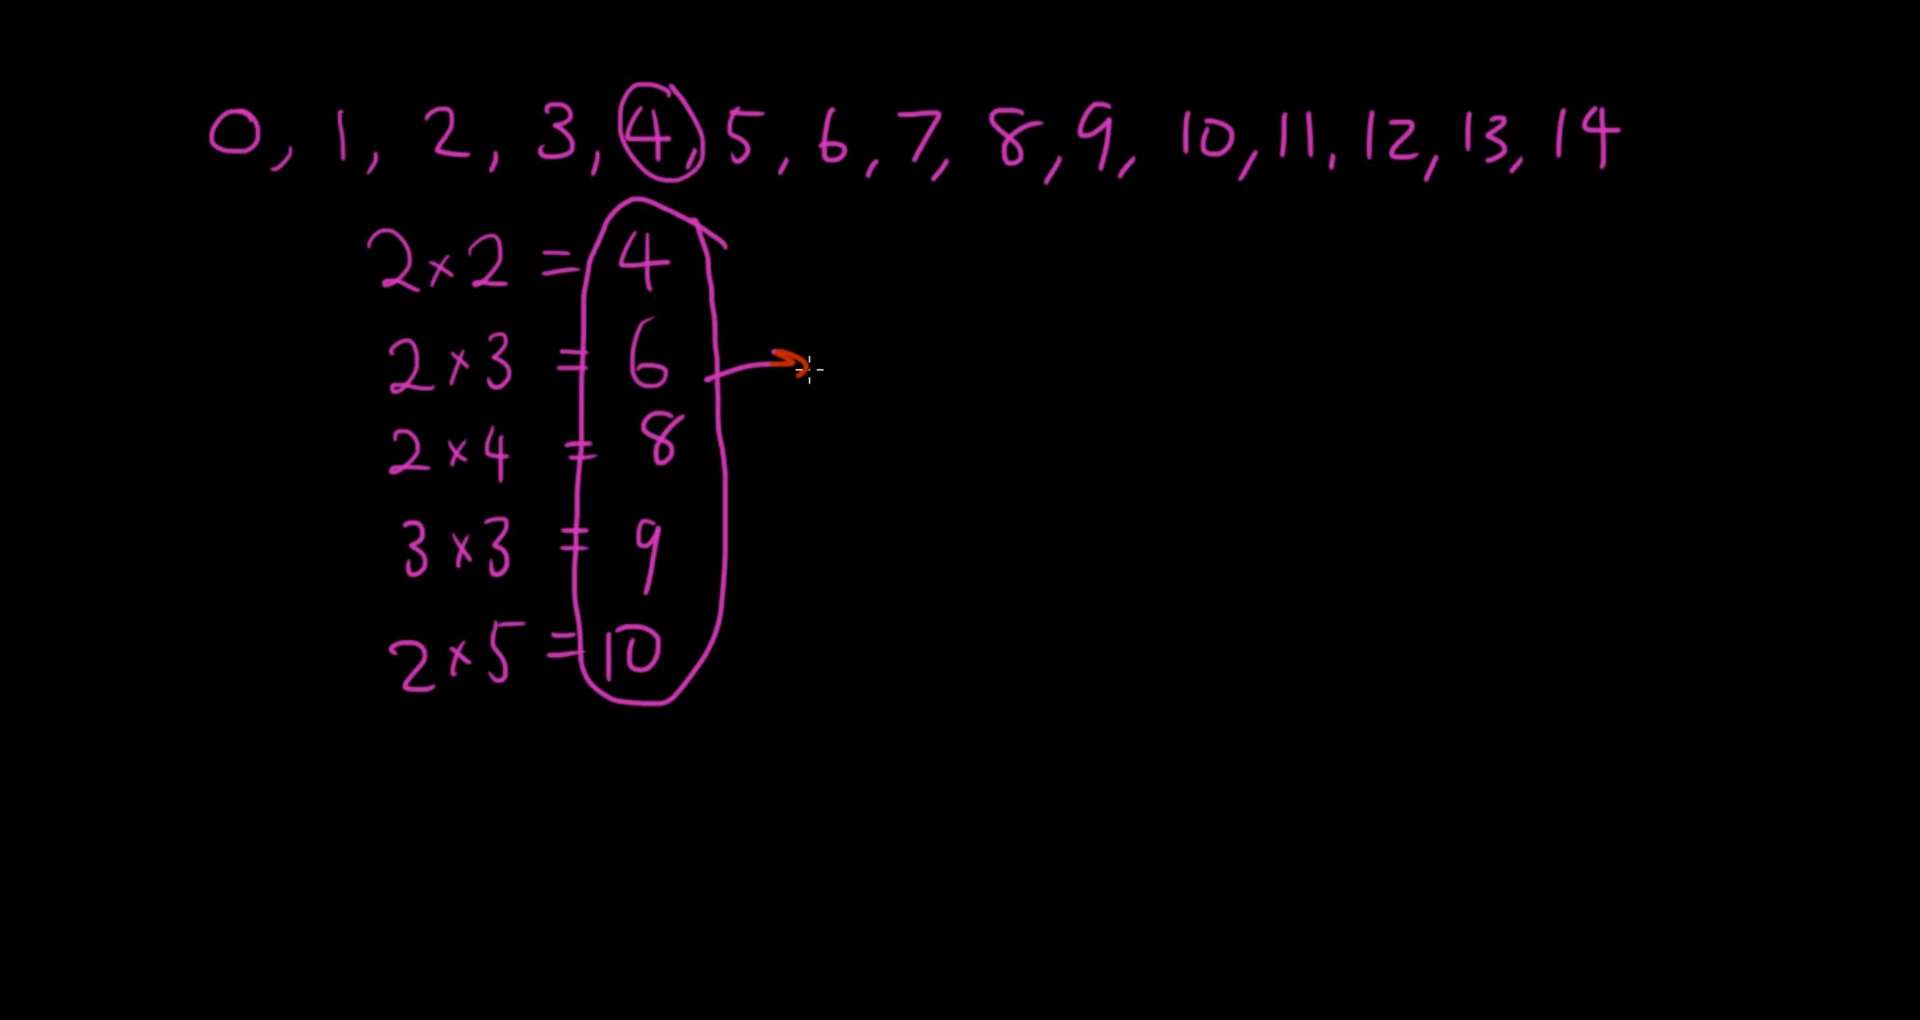 0, 1, 2, 3, 4, 5, 6, 7, 8, 9, 10, 11, 12, 13, 14
2 × 2 = 4
2 × 3 = 6
2 × 4 = 8
3 × 3 = 9
2 × 5 = 10